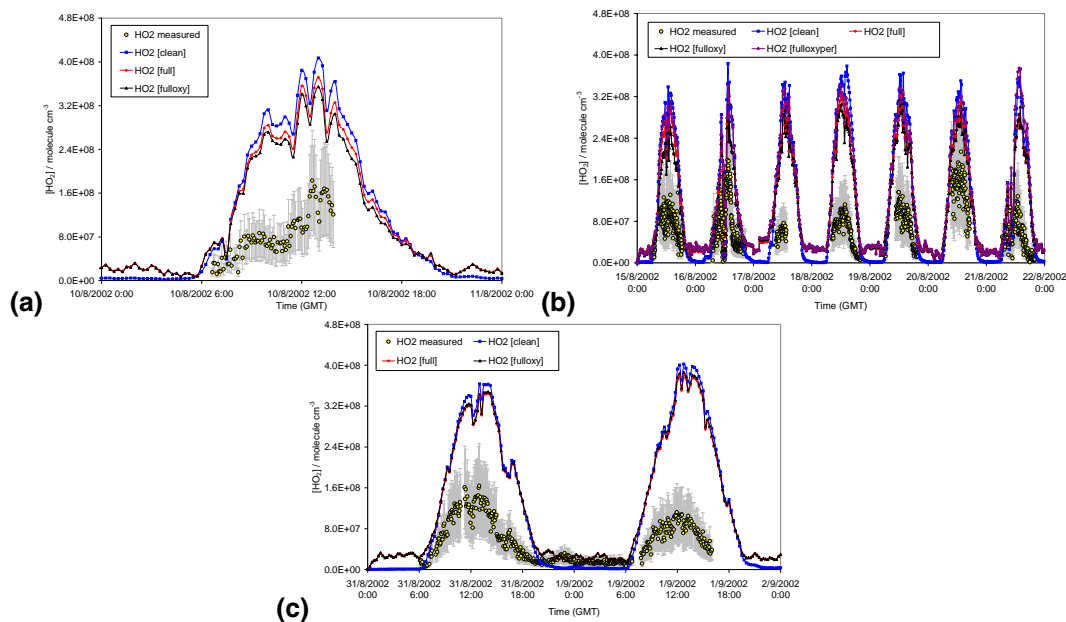 4.8E+08
4.0E+08
3.2E+08
2.4E+08
1.6E+08
8.0E+07
0.0E+00
[HO2] / molecule cm-3
HO2 measured
HO2 [clean]
HO2 [full]
HO2 [fulloxy]
10/8/2002 0:00
10/8/2002 6:00
10/8/2002 12:00
10/8/2002 18:00
11/8/2002 0:00
Time (GMT)
(a)
4.8E+08
4.0E+08
3.2E+08
2.4E+08
1.6E+08
8.0E+07
0.0E+00
[HO2] / molecule cm-3
HO2 measured
HO2 [clean]
HO2 [full]
HO2 [fulloxy]
HO2 [fulloxyper]
15/8/2002 16/8/2002 17/8/2002 18/8/2002 19/8/2002 20/8/2002 21/8/2002 22/8/2002
0:00 0:00 0:00 0:00 0:00 0:00 0:00 0:00
Time (GMT)
(b)
4.8E+08
4.0E+08
3.2E+08
2.4E+08
1.6E+08
8.0E+07
0.0E+00
[HO2] / molecule cm-3
HO2 measured
HO2 [clean]
HO2 [full]
HO2 [fulloxy]
31/8/2002 31/8/2002 31/8/2002 31/8/2002 1/9/2002 1/9/2002 1/9/2002 1/9/2002 2/9/2002
0:00 6:00 12:00 18:00 0:00 6:00 12:00 18:00 0:00
Time (GMT)
(c)